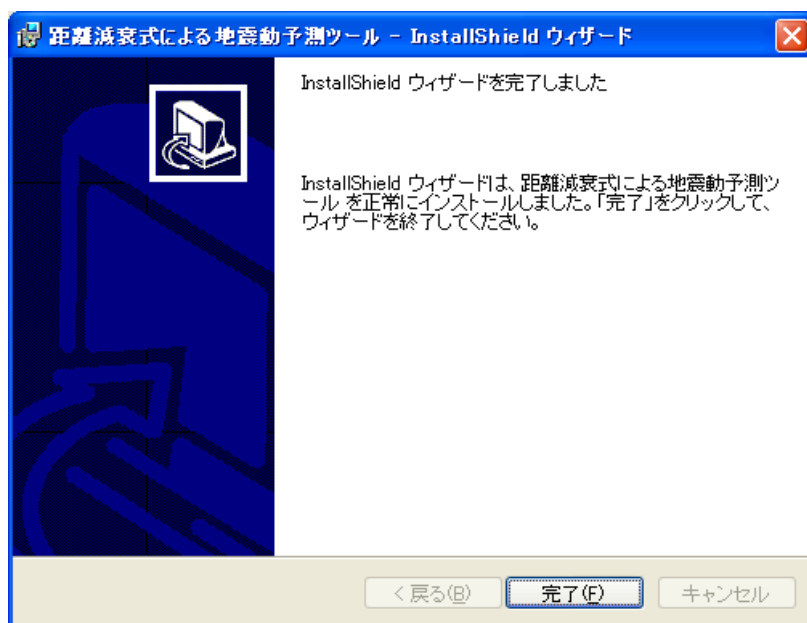 距離減衰式による地震動予測ツール - InstallShield ウィザード
InstallShield ウィザードを完了しました
InstallShield ウィザードは、距離減衰式による地震動予測ツ
ール を正常にインストールしました。「完了」をクリックして、
ウィザードを終了してください。
< 戻る(B)
完了(F)
キャンセル